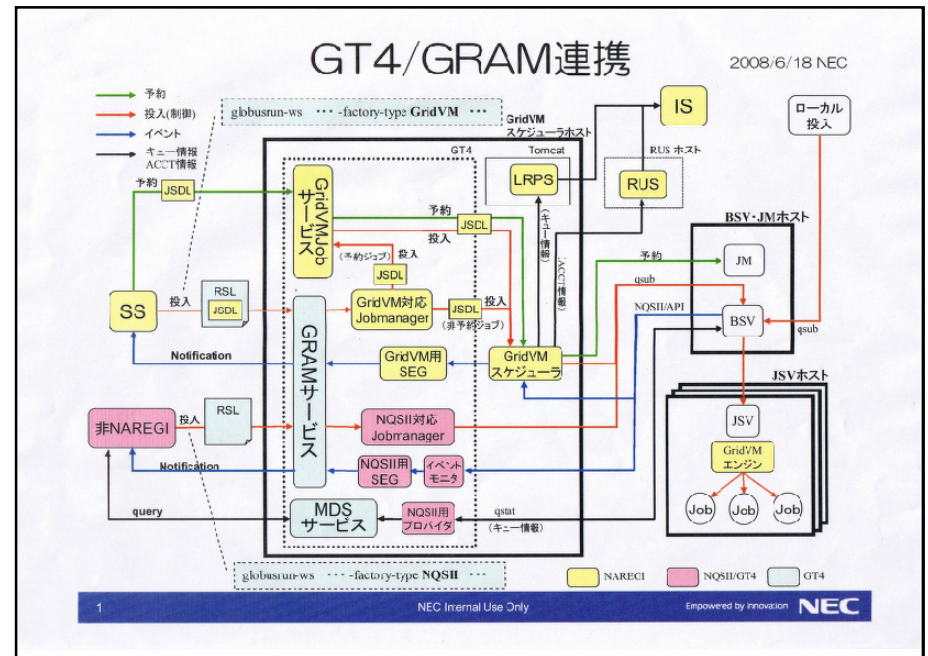 GT4/GRAM連携
2008/6/18 NEC
予約
投入(制御)
イベント
キュー情報
ACCT情報
globusrun-ws ・・・ -factory-type GridVM ・・・
GridVM
スケジューラホスト
IS
ローカル
投入
GT4
Tomcat
RUS ホスト
予約
JSDL
GridVMJob
サービス
LRPS
RUS
予約
JSDL
投入
(キュー情報)
BSV・JMホスト
投入
(予約ジョブ)
JSDL
予約
JM
qsub
投入
RSL
JSDL
SS
GridVM対応
Jobmanager
JSDL
投入
(非予約ジョブ)
NQSII/API
BSV
qsub
GRAMサービス
Notification
GridVM用
SEG
GridVM
スケジューラ
JSVホスト
非NAREGI
投入
RSL
NQSII対応
Jobmanager
JSV
GridVM
エンジン
Notification
NQSII用
SEG
イベント
モニタ
Job
Job
Job
query
MDS
サービス
NQSII用
プロバイダ
qstat
(キュー情報)
globusrun-ws ・・・ -factory-type NQSII ・・・
NAREGI
NQSII/GT4
GT4
1
NEC Internal Use Only
Empowered by Innovation
NEC